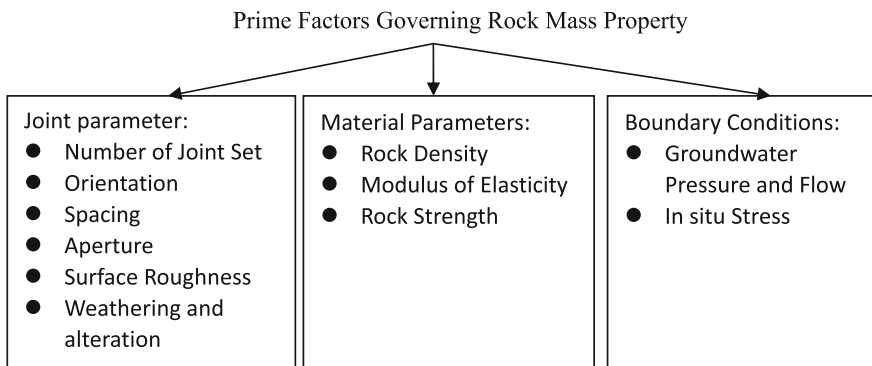 Prime Factors Governing Rock Mass Property
Joint parameter:
● Number of Joint Set
● Orientation
● Spacing
● Aperture
● Surface Roughness
● Weathering and
alteration
Material Parameters:
● Rock Density
● Modulus of Elasticity
● Rock Strength
Boundary Conditions:
● Groundwater
Pressure and Flow
● In situ Stress